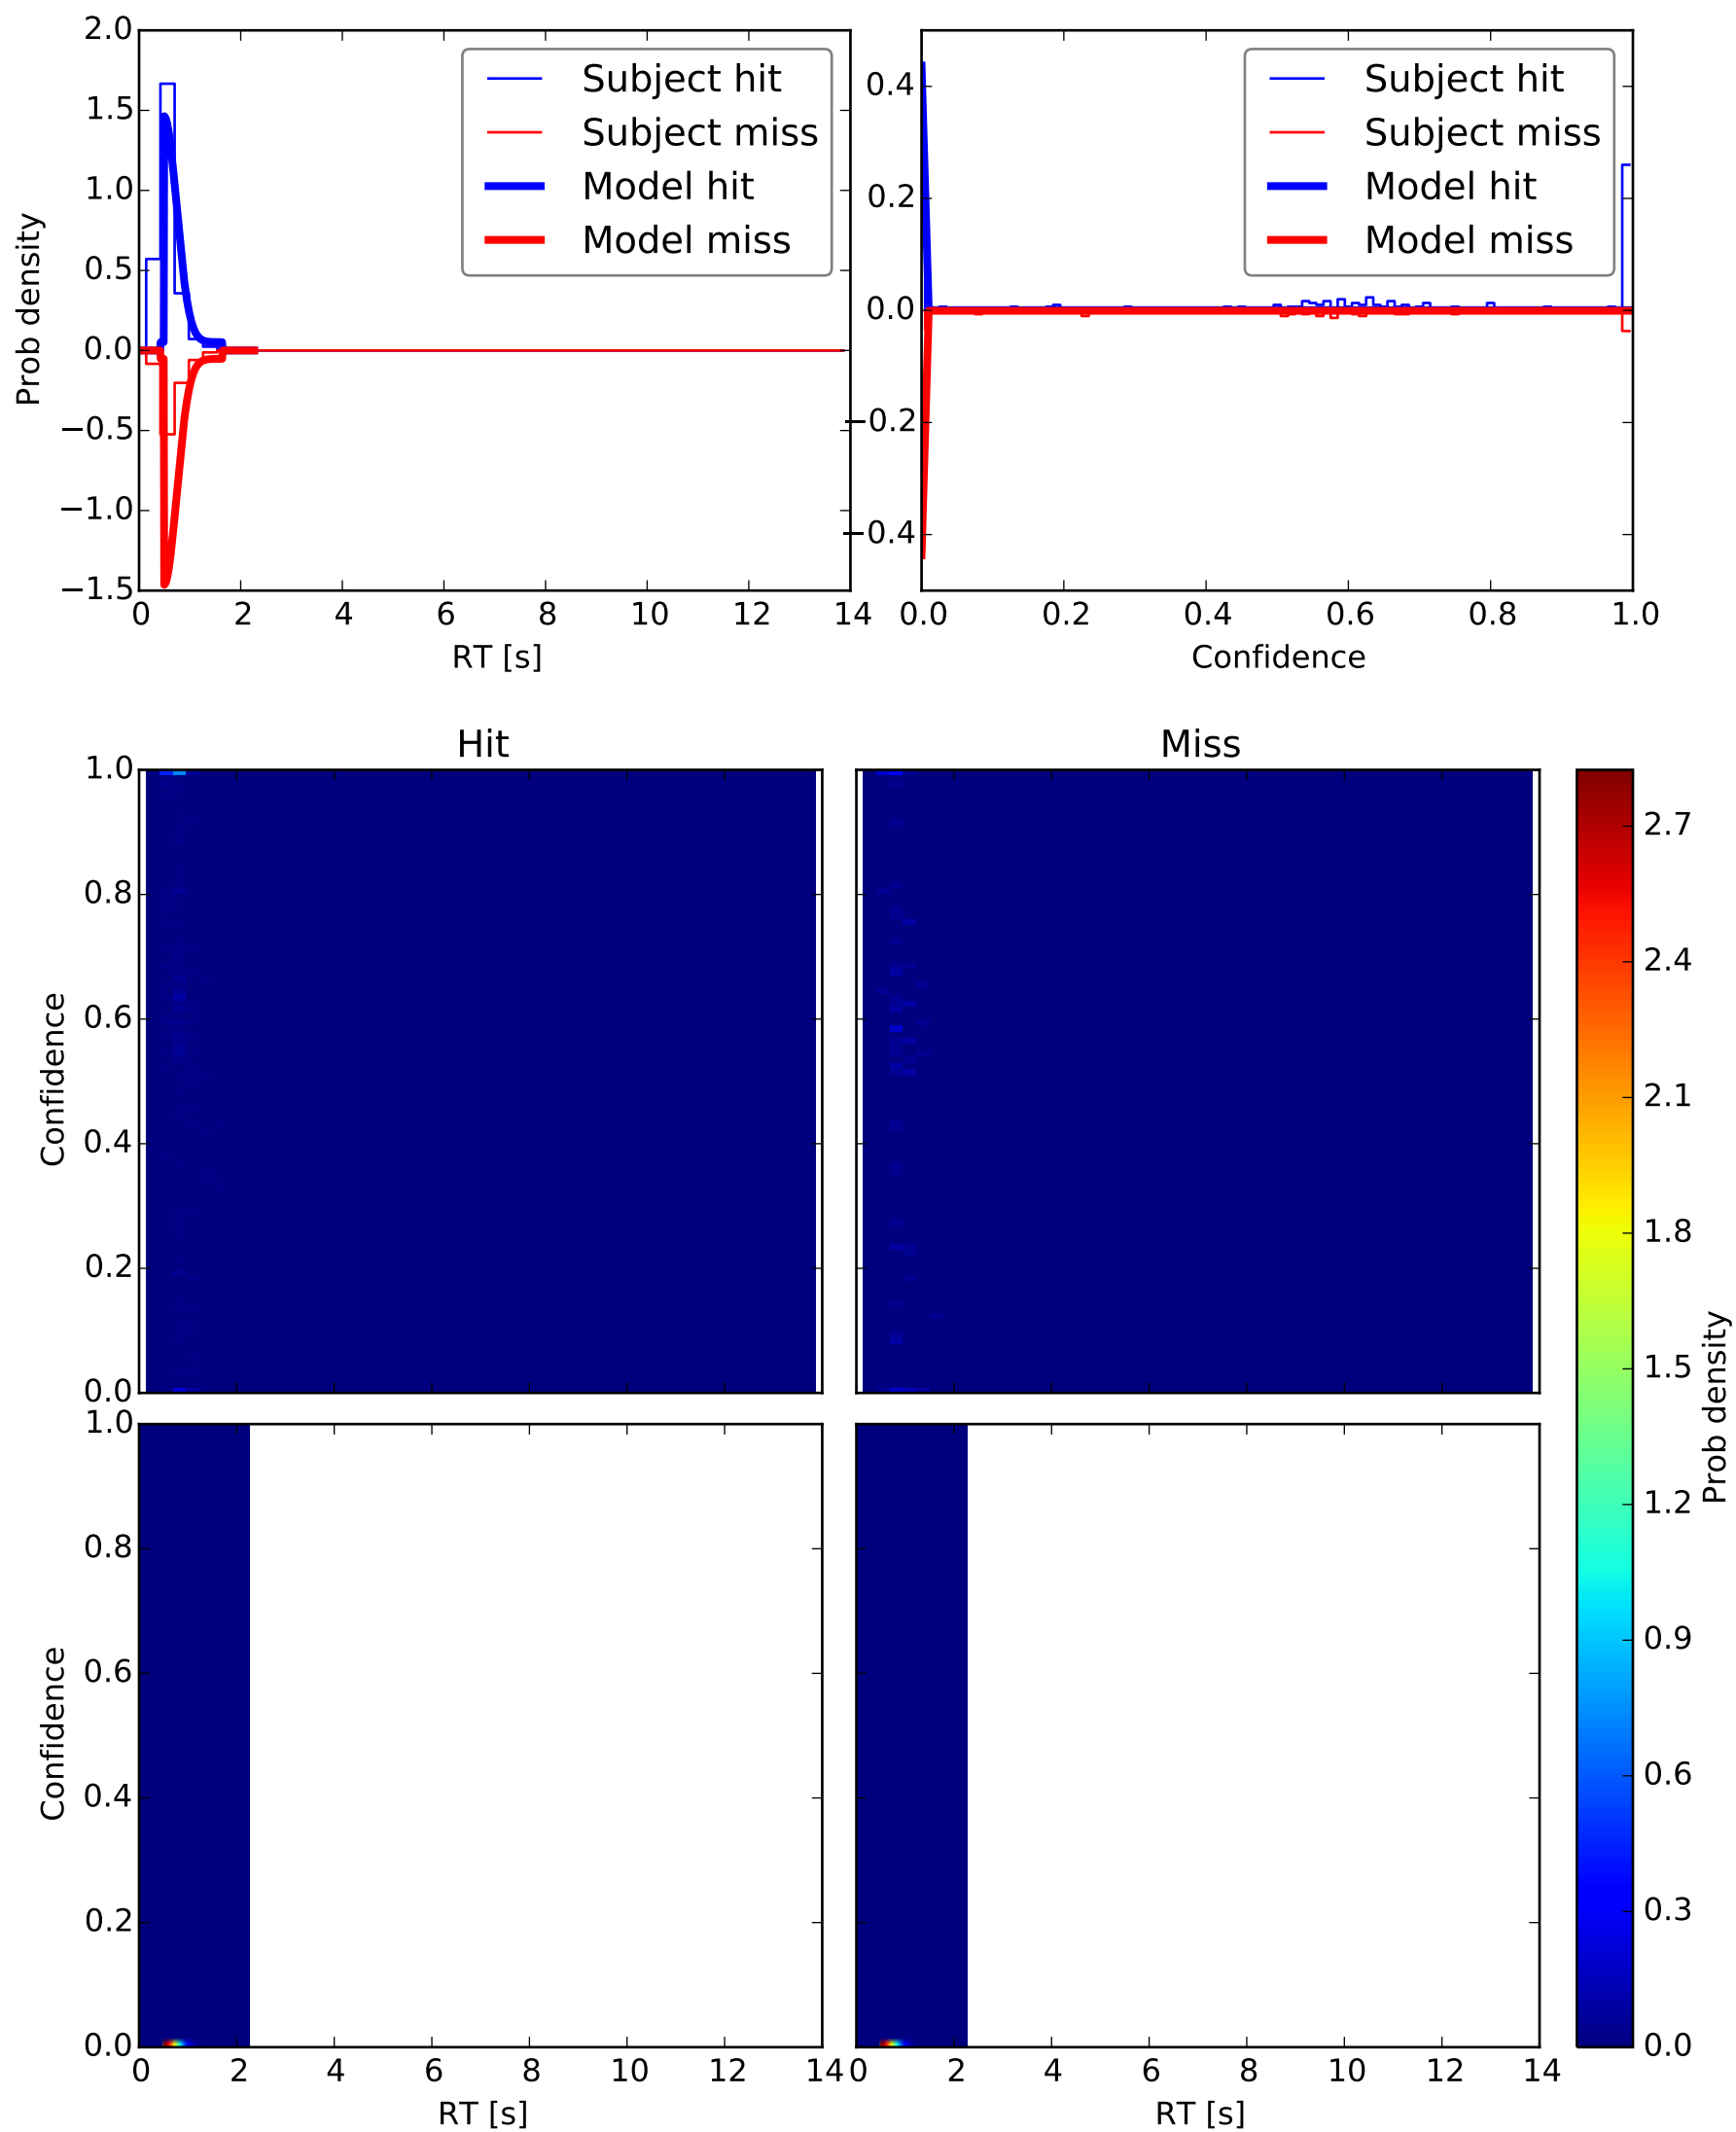 2.0
1.5
1.0
0.5
0.0
−0.5
−1.0
−1.5
Prob density
Subject hit
Subject miss
Model hit
Model miss
0 2 4 6 8 10 12 14
RT [s]
0.4
0.2
0.0
−0.2
−0.4
Subject hit
Subject miss
Model hit
Model miss
0.0 0.2 0.4 0.6 0.8 1.0
Confidence
Hit
1.0
0.8
0.6
0.4
0.2
0.0
Confidence
Miss
1.0
0.8
0.6
0.4
0.2
0.0
Confidence
0 2 4 6 8 10 12 14
RT [s]
0 2 4 6 8 10 12 14
RT [s]
2.7
2.4
2.1
1.8
1.5
1.2
0.9
0.6
0.3
0.0
Prob density